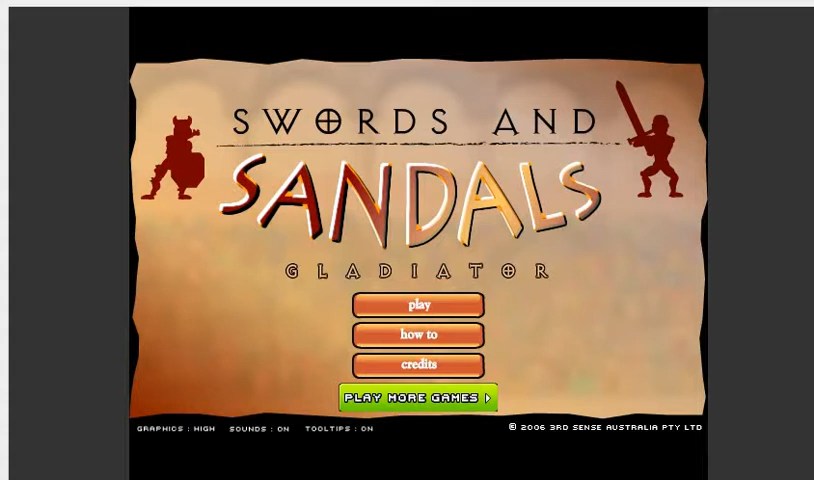 SWORDS AND
SANDALS
GLADIATOR
play
how to
credits
PLAY MORE GAMES
GRAPHICS : HIGH SOUNDS : ON TOOLTIPS : ON
© 2006 3RD SENSE AUSTRALIA PTY LTD